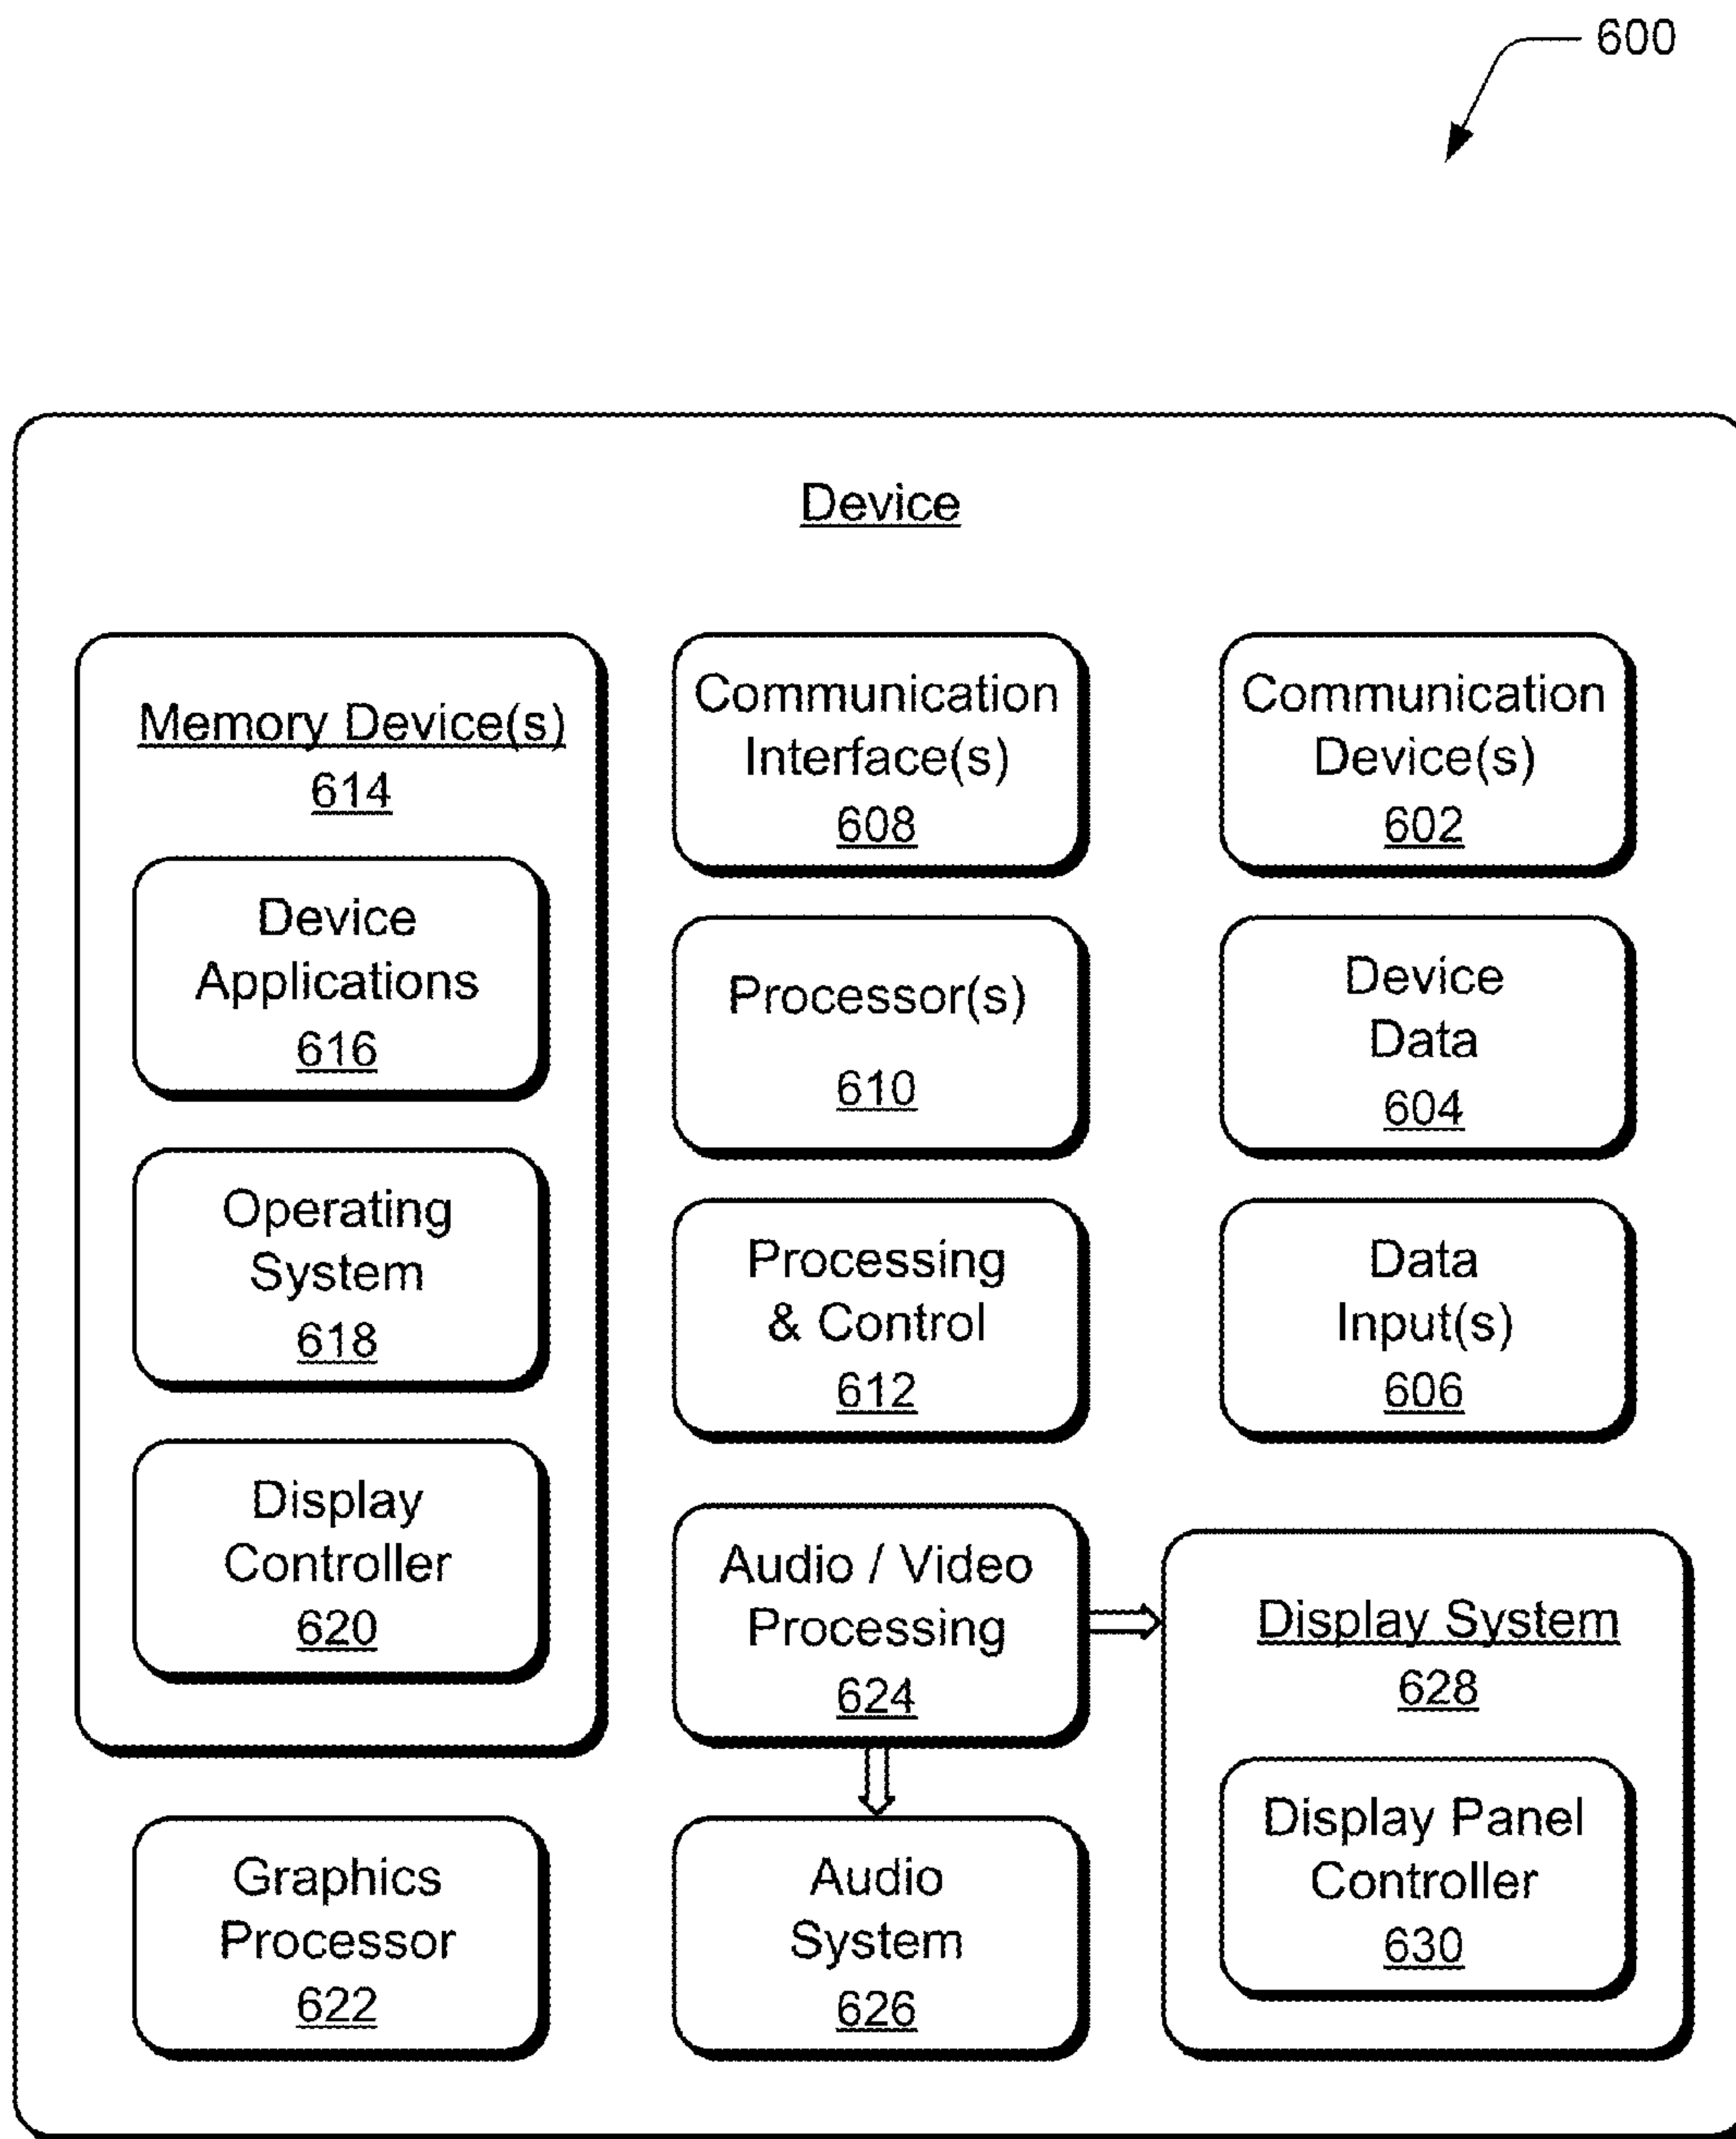 600
Device
Memory Device(s)
614
Device
Applications
616
Operating
System
618
Display
Controller
620
Graphics
Processor
622
Communication
Interface(s)
608
Processor(s)
610
Processing
& Control
612
Audio / Video
Processing
624
Audio
System
626
Communication
Device(s)
602
Device
Data
604
Data
Input(s)
606
Display System
628
Display Panel
Controller
630